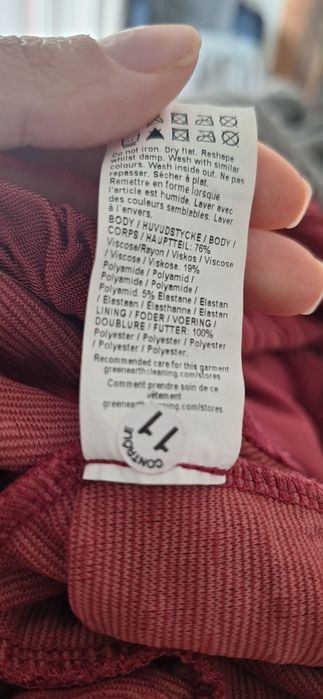 Do not iron. Dry flat. Reshape
whilst damp. Wash with similar
colours. Wash inside out. Ne pas
repasser. Sécher à plat.
Remettre en forme lorsque
l'article est humide. Laver avec
des couleurs semblables. Laver
à l'envers.
BODY / HUVUDSTYCKE / BODY /
CORPS / HAUPTTEIL: 76%
Viscose/Rayon / Viskos / Viscose
/ Viscose / Viskose. 19%
Polyamide / Polyamid /
Polyamide / Polyamide /
Polyamid. 5% Elastane / Elastan
/ Elastaan / Élasthanne / Elastan
LINING / FODER / VOERING /
DOUBLURE / FUTTER: 100%
Polyester / Polyester / Polyester
/ Polyester / Polyester.
Recommended care for this garment
greenearthcleaning.com/stores
Comment prendre soin de ce
vêtement
greenearthcleaning.com/stores
11
CONTROLE